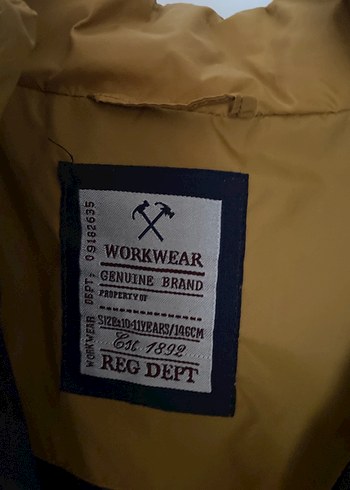 WORKWEAR
GENUINE BRAND
PROPERTY OF
SIZE:10-11YEARS/146CM
Est 1892
REG DEPT
WORKWEAR DEPT, 09182635